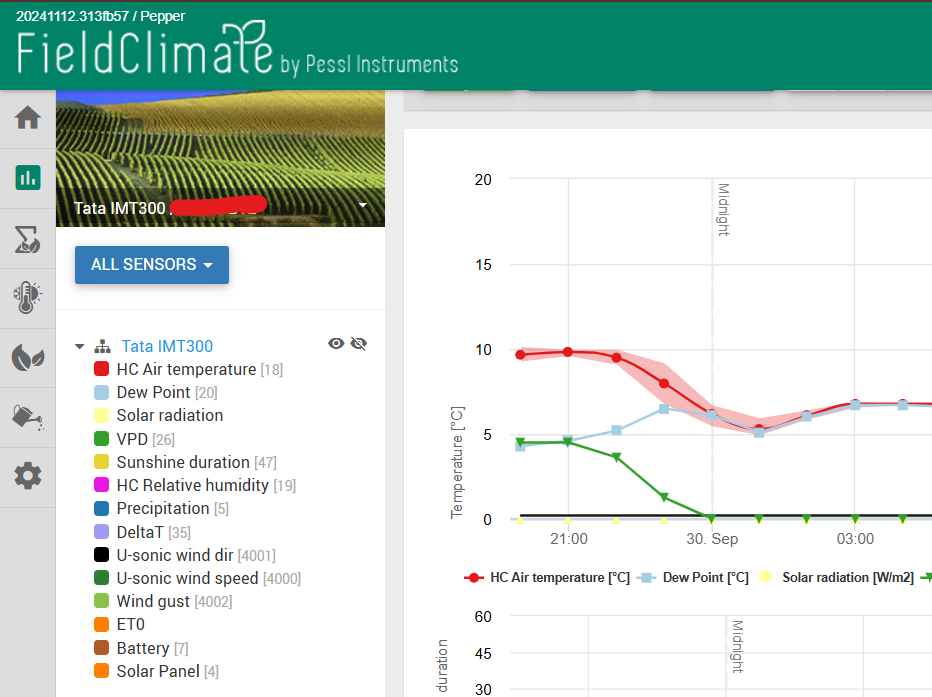 20241112.313fb57 / Pepper
FieldClimate by Pessl Instruments
Tata IMT300
ALL SENSORS
Tata IMT300
HC Air temperature [18]
Dew Point [20]
Solar radiation
VPD [26]
Sunshine duration [47]
HC Relative humidity [19]
Precipitation [5]
DeltaT [35]
U-sonic wind dir [4001]
U-sonic wind speed [4000]
Wind gust [4002]
ET0
Battery [7]
Solar Panel [4]
20
15
10
5
0
Temperature [°C]
Midnight
21:00 30. Sep 03:00
HC Air temperature [°C] Dew Point [°C] Solar radiation [W/m2]
60
45
30
duration
Midnight